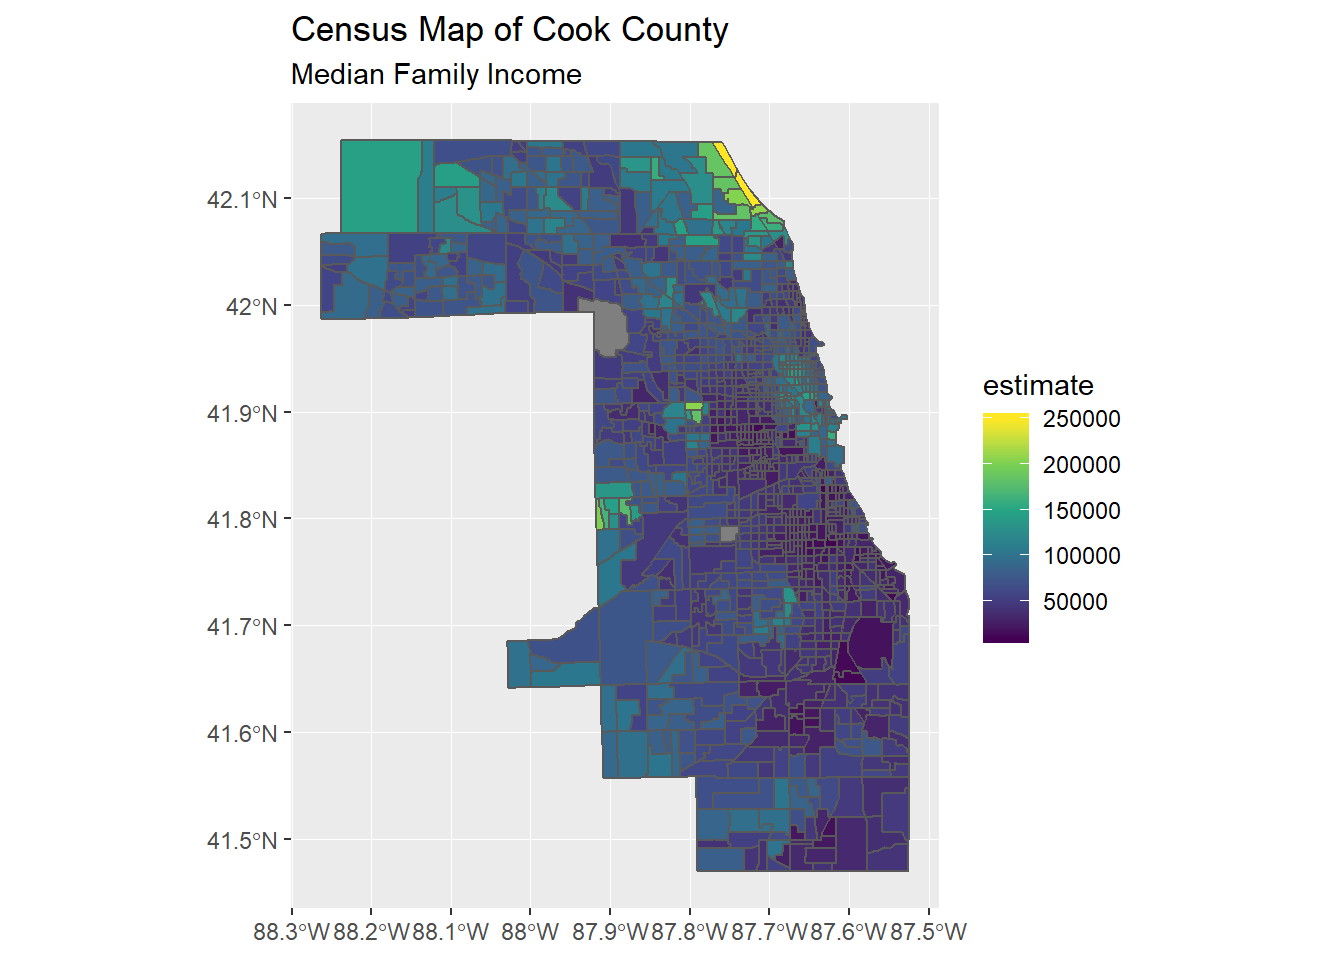 Census Map of Cook County
Median Family Income
42.1°N
42°N
41.9°N
41.8°N
41.7°N
41.6°N
41.5°N
88.3°W 88.2°W 88.1°W 88°W 87.9°W 87.8°W 87.7°W 87.6°W 87.5°W
estimate
250000
200000
150000
100000
50000